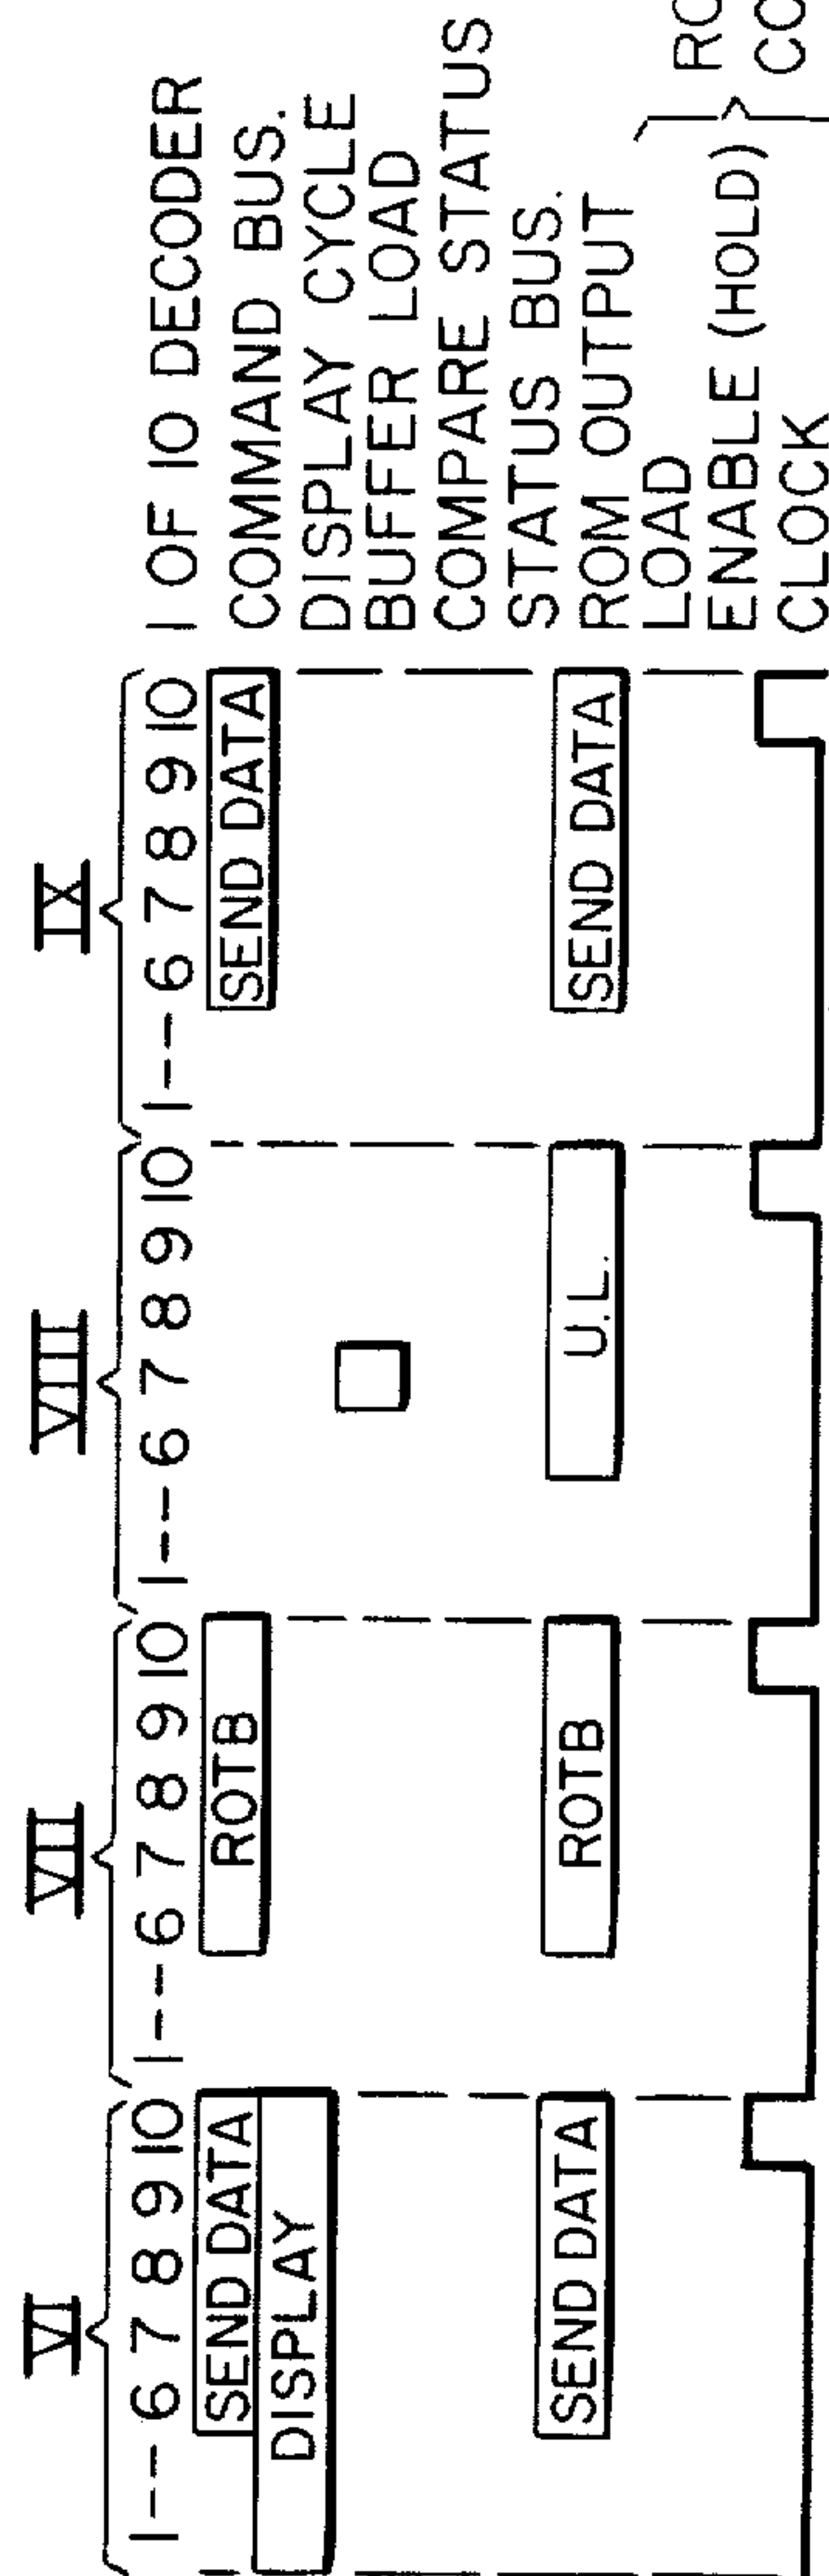 VI VII VIII IX
1--6 7 8 9 10 1--6 7 8 9 10 1--6 7 8 9 10 1--6 7 8 9 10 1 OF 10 DECODER
SEND DATA ROTB SEND DATA COMMAND BUS.
DISPLAY DISPLAY CYCLE
BUFFER LOAD
COMPARE STATUS
SEND DATA ROTB U.L. SEND DATA STATUS BUS.
ROM OUTPUT
LOAD
ENABLE (HOLD)
CLOCK